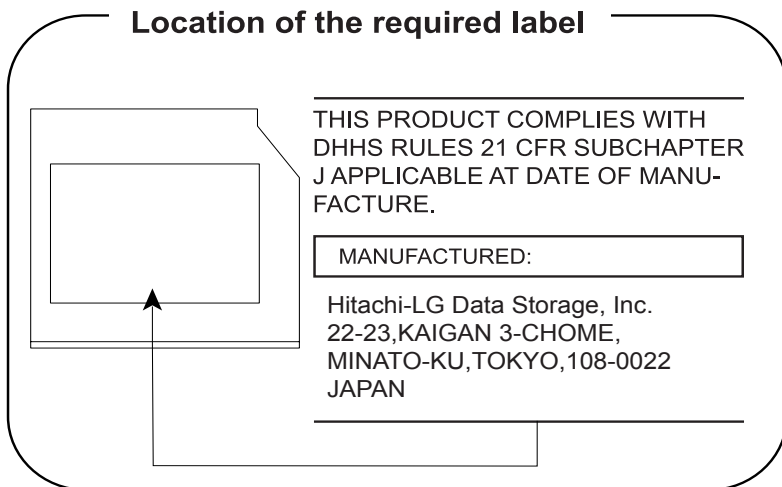 Location of the required label
THIS PRODUCT COMPLIES WITH
DHHS RULES 21 CFR SUBCHAPTER
J APPLICABLE AT DATE OF MANU-
FACTURE.
MANUFACTURED:
Hitachi-LG Data Storage, Inc.
22-23,KAIGAN 3-CHOME,
MINATO-KU,TOKYO,108-0022
JAPAN